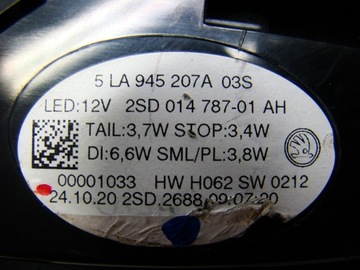 5 LA 945 207A 03S
LED:12V 2SD 014 787-01 AH
TAIL:3,7W STOP:3,4W
DI:6,6W SML/PL:3,8W
00001033 HW H062 SW 0212
24.10.20 2SD.2688 09:07:20